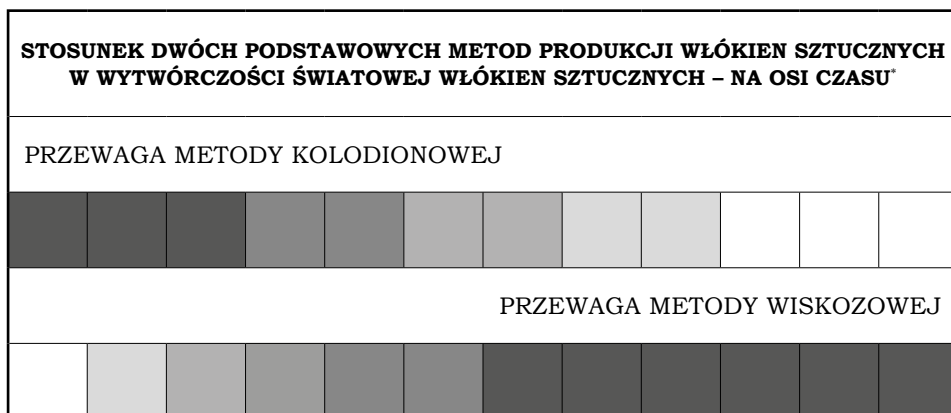 STOSUNEK DWÓCH PODSTAWOWYCH METOD PRODUKCJI WŁÓKIEN SZTUCZNYCH
W WYTWÓRCZOŚCI ŚWIATOWEJ WŁÓKIEN SZTUCZNYCH – NA OSI CZASU*
PRZEWAGA METODY KOLODIONOWEJ
PRZEWAGA METODY WISKOZOWEJ